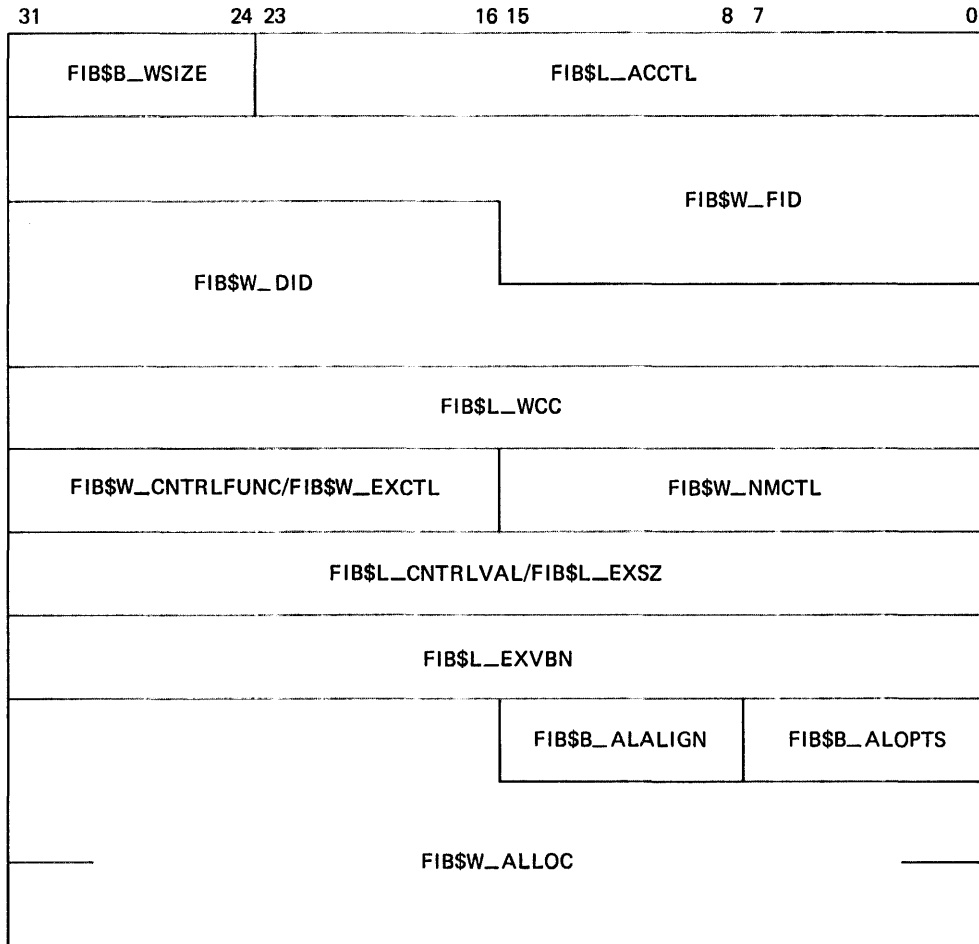 31 24 23 16 15 8 7 0
FIB$B_WSIZE FIB$L_ACCTL
FIB$W_FID
FIB$W_DID
FIB$L_WCC
FIB$W_CNTRLFUNC/FIB$W_EXCTL FIB$W_NMCTL
FIB$L_CNTRLVAL/FIB$L_EXSZ
FIB$L_EXVBN
FIB$B_ALALIGN FIB$B_ALOPTS
FIB$W_ALLOC